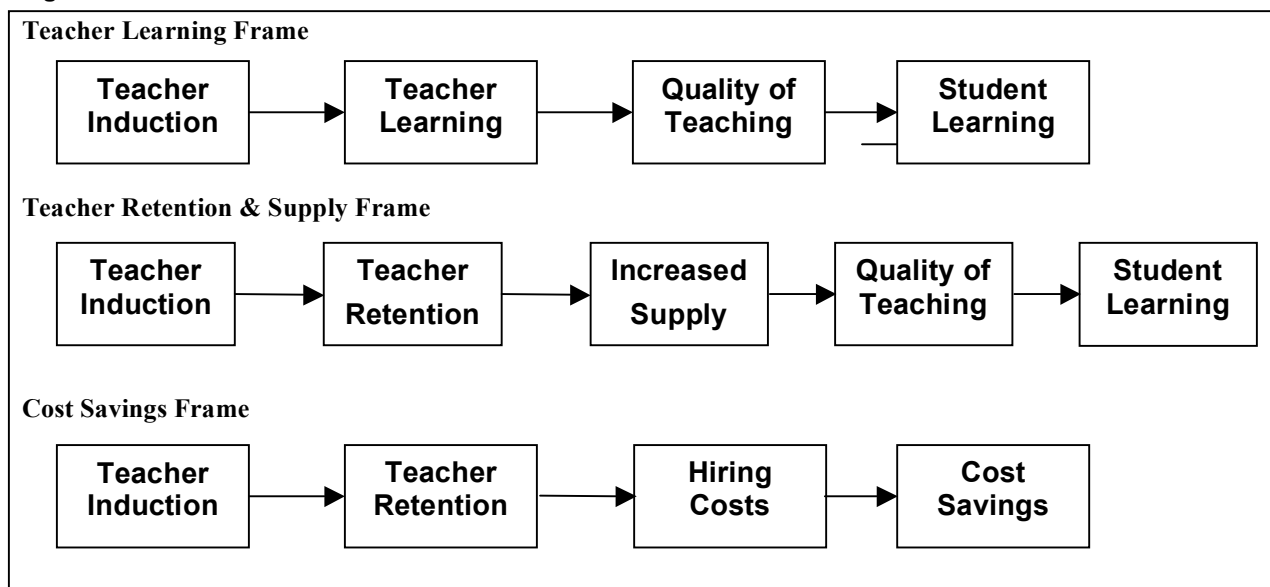 Teacher Learning Frame
Teacher
Induction
Teacher
Learning
Quality of
Teaching
Student
Learning
Teacher Retention & Supply Frame
Teacher
Induction
Teacher
Retention
Increased
Supply
Quality of
Teaching
Student
Learning
Cost Savings Frame
Teacher
Induction
Teacher
Retention
Hiring
Costs
Cost
Savings